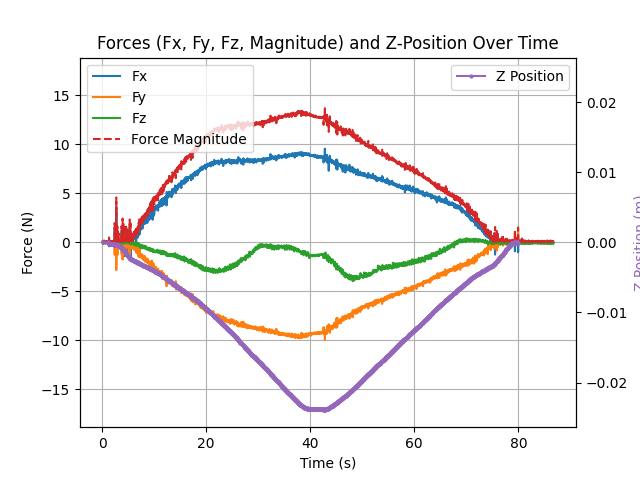 Forces (Fx, Fy, Fz, Magnitude) and Z-Position Over Time
Fx
Fy
Fz
Force Magnitude
Z Position
15
10
5
0
−5
−10
−15
Force (N)
0.02
0.01
0.00
−0.01
−0.02
Z Position (m)
0
20
40
60
80
Time (s)